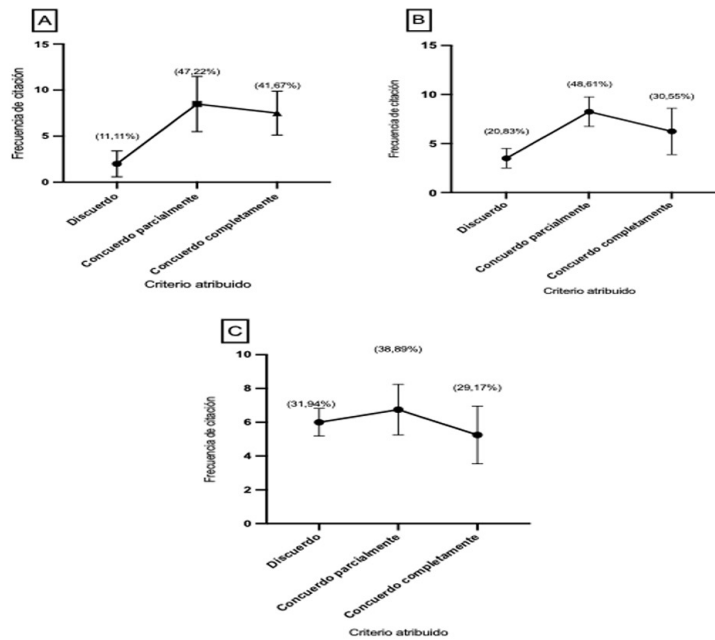 A
Frecuencia de citación
15
10
5
0
(11,11%)
(47,22%)
(41,67%)
Discuerdo
Concuerdo parcialmente
Concuerdo completamente
Criterio atribuido
B
Frecuencia de citación
15
10
5
0
(20,83%)
(48,61%)
(30,55%)
Discuerdo
Concuerdo parcialmente
Concuerdo completamente
Criterio atribuido
C
Frecuencia de citación
10
8
6
4
2
0
(31,94%)
(38,89%)
(29,17%)
Discuerdo
Concuerdo parcialmente
Concuerdo completamente
Criterio atribuido